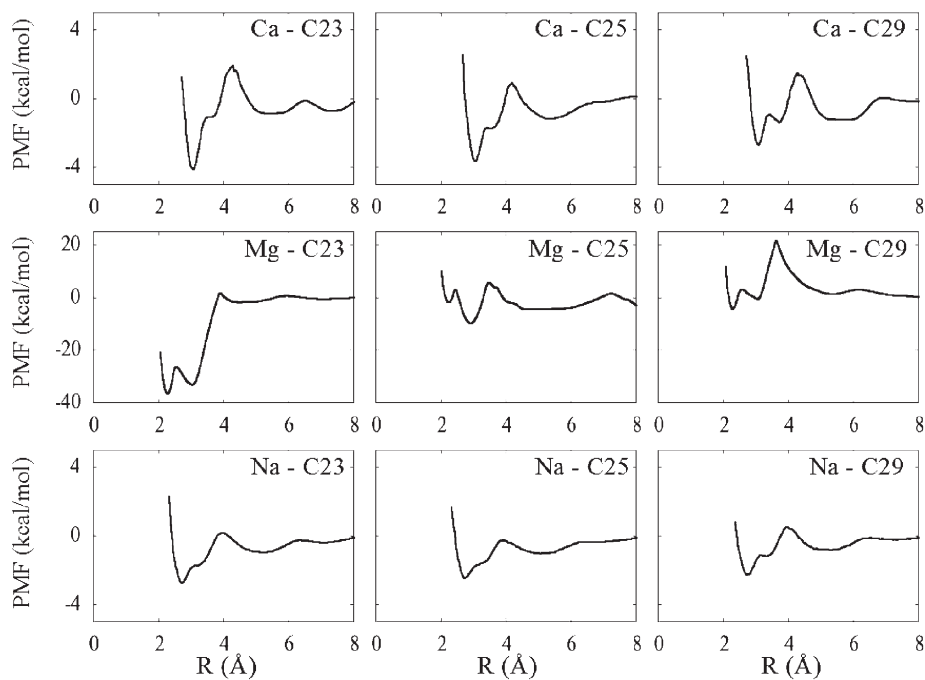 Ca - C23
Ca - C25
Ca - C29
PMF (kcal/mol)
4
0
-4
0 2 4 6 8
0 2 4 6 8
0 2 4 6 8
Mg - C23
Mg - C25
Mg - C29
PMF (kcal/mol)
20
0
-20
-40
0 2 4 6 8
0 2 4 6 8
0 2 4 6 8
Na - C23
Na - C25
Na - C29
PMF (kcal/mol)
4
0
-4
0 2 4 6 8
0 2 4 6 8
0 2 4 6 8
R (Å)
R (Å)
R (Å)